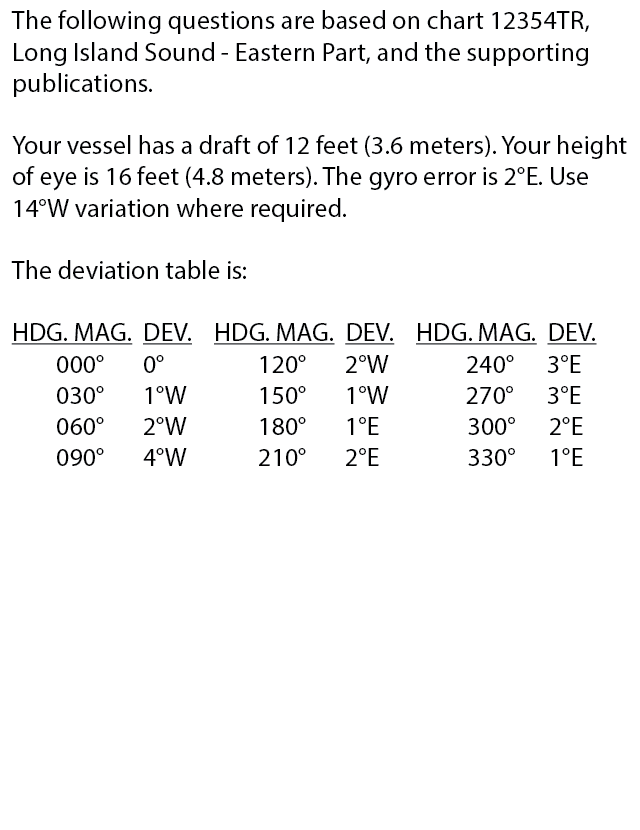 The following questions are based on chart 12354TR,
Long Island Sound - Eastern Part, and the supporting
publications.
Your vessel has a draft of 12 feet (3.6 meters). Your height
of eye is 16 feet (4.8 meters). The gyro error is 2°E. Use
14°W variation where required.
The deviation table is:
HDG. MAG. DEV. HDG. MAG. DEV. HDG. MAG. DEV.
000° 0° 120° 2°W 240° 3°E
030° 1°W 150° 1°W 270° 3°E
060° 2°W 180° 1°E 300° 2°E
090° 4°W 210° 2°E 330° 1°E